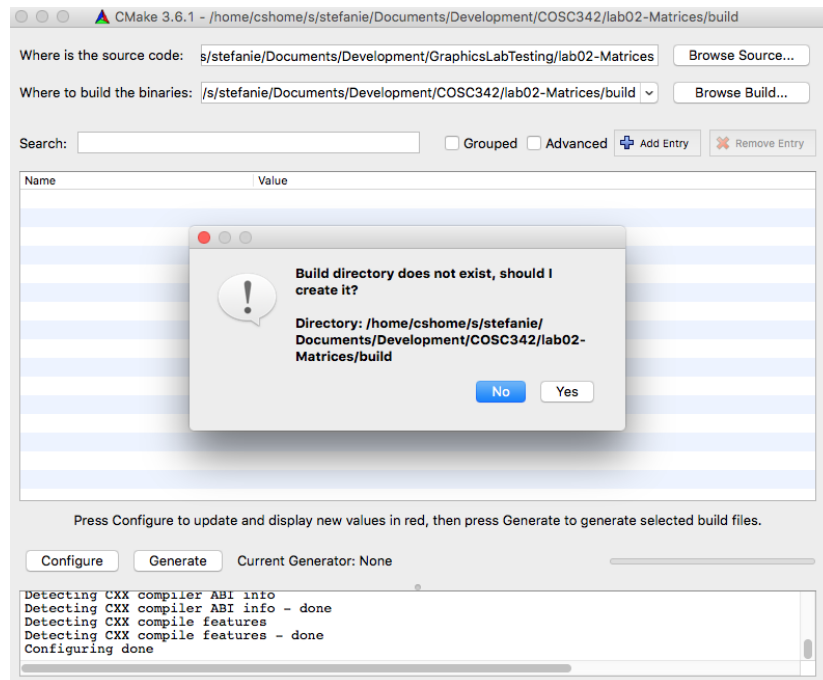 CMake 3.6.1 - /home/cshome/s/stefanie/Documents/Development/COSC342/lab02-Matrices/build
Where is the source code: s/stefanie/Documents/Development/GraphicsLabTesting/lab02-Matrices Browse Source...
Where to build the binaries: /s/stefanie/Documents/Development/COSC342/lab02-Matrices/build Browse Build...
Search: Grouped Advanced Add Entry Remove Entry
Name Value
Build directory does not exist, should I
create it?
Directory: /home/cshome/s/stefanie/
Documents/Development/COSC342/lab02-
Matrices/build
No Yes
Press Configure to update and display new values in red, then press Generate to generate selected build files.
Configure Generate Current Generator: None
Detecting CXX compiler ABI info
Detecting CXX compiler ABI info - done
Detecting CXX compile features
Detecting CXX compile features - done
Configuring done